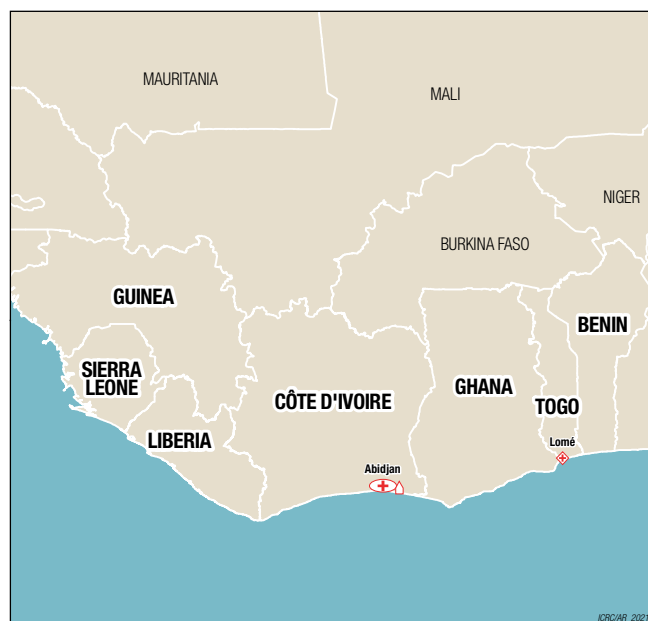 MAURITANIA
MALI
NIGER
BURKINA FASO
GUINEA
BENIN
SIERRA
LEONE
CÔTE D'IVOIRE
GHANA
TOGO
LIBERIA
Lomé
Abidjan
ICRC/AR_2021